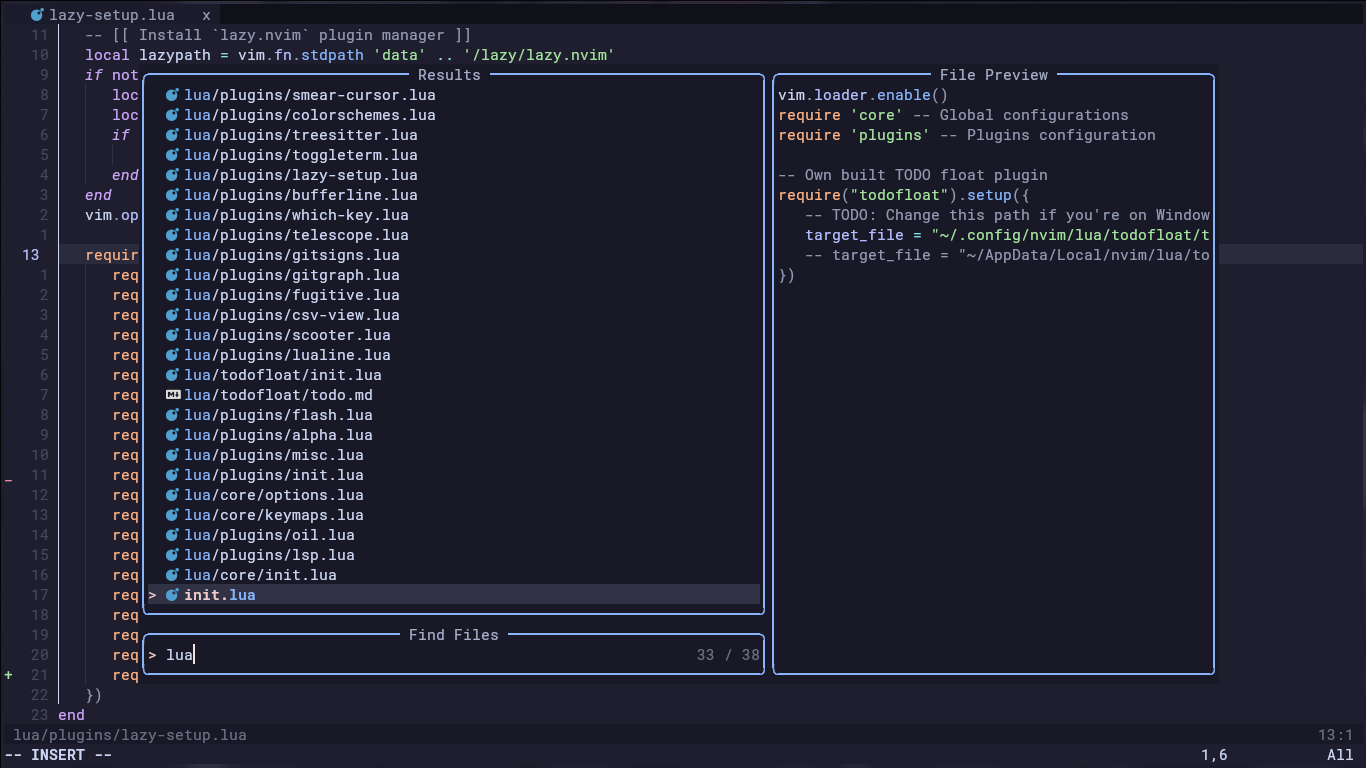 lazy-setup.lua x
11 -- [[ Install `lazy.nvim` plugin manager ]]
10 local lazypath = vim.fn.stdpath 'data' .. '/lazy/lazy.nvim'
9 if not
8 loc
7 loc
6 if
5
4 end
3 end
2 vim.op
1
13 requir
1 req
2 req
3 req
4 req
5 req
6 req
7 req
8 req
9 req
10 req
_ 11 req
12 req
13 req
14 req
15 req
16 req
17 req
18 req
19 req
20 req
+ 21 req
22 })
23 end
Results
lua/plugins/smear-cursor.lua
lua/plugins/colorschemes.lua
lua/plugins/treesitter.lua
lua/plugins/toggleterm.lua
lua/plugins/lazy-setup.lua
lua/plugins/bufferline.lua
lua/plugins/which-key.lua
lua/plugins/telescope.lua
lua/plugins/gitsigns.lua
lua/plugins/gitgraph.lua
lua/plugins/fugitive.lua
lua/plugins/csv-view.lua
lua/plugins/scooter.lua
lua/plugins/lualine.lua
lua/todofloat/init.lua
M↓ lua/todofloat/todo.md
lua/plugins/flash.lua
lua/plugins/alpha.lua
lua/plugins/misc.lua
lua/plugins/init.lua
lua/core/options.lua
lua/core/keymaps.lua
lua/plugins/oil.lua
lua/plugins/lsp.lua
lua/core/init.lua
> init.lua
Find Files
> lua 33 / 38
File Preview
vim.loader.enable()
require 'core' -- Global configurations
require 'plugins' -- Plugins configuration
-- Own built TODO float plugin
require("todofloat").setup({
-- TODO: Change this path if you're on Window
target_file = "~/.config/nvim/lua/todofloat/t
-- target_file = "~/AppData/Local/nvim/lua/to
})
lua/plugins/lazy-setup.lua 13:1
-- INSERT -- 1,6 All